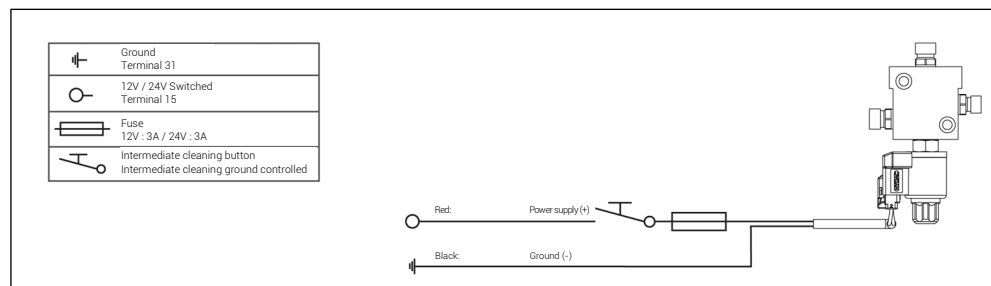 Ground
Terminal 31
12V / 24V Switched
Terminal 15
Fuse
12V : 3A / 24V : 3A
Intermediate cleaning button
Intermediate cleaning ground controlled
Red: Power supply (+)
Black: Ground (-)